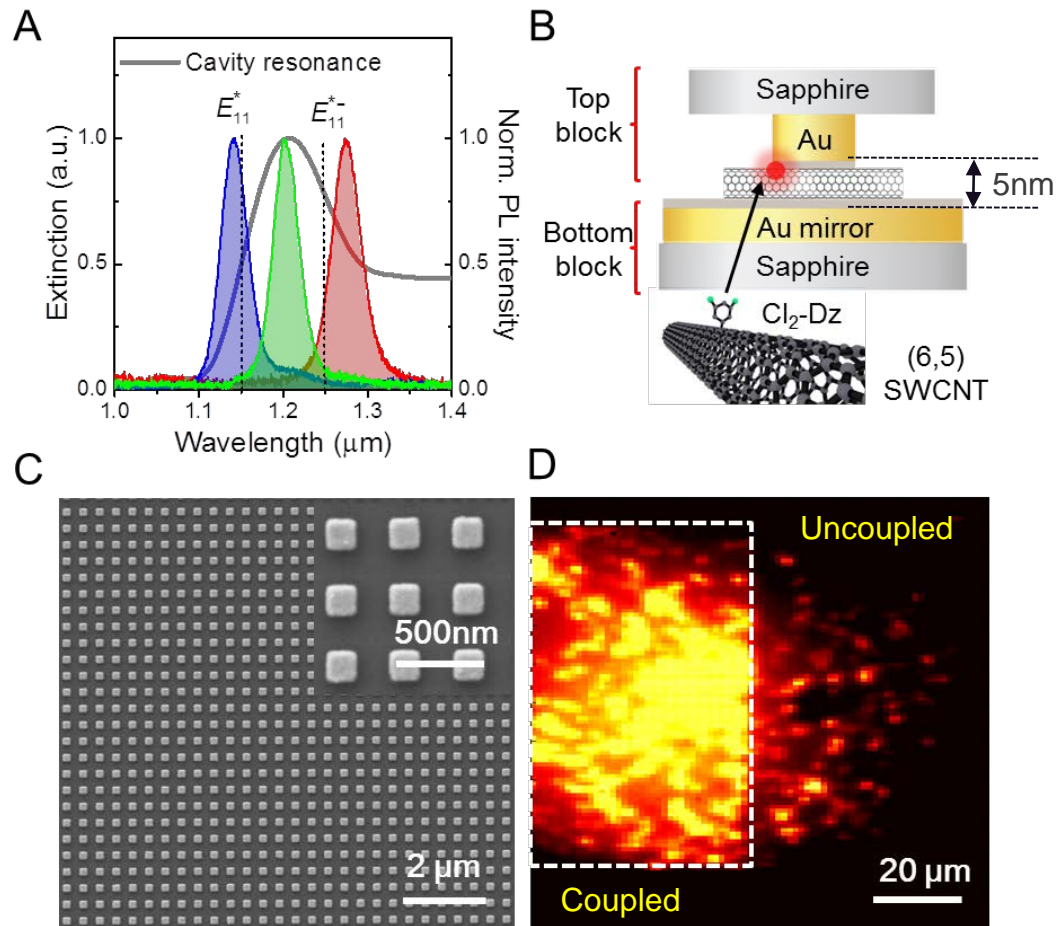 A
Cavity resonance
E*11
E*-11
Extinction (a.u.)
1.0
0.5
0.0
1.0
0.5
0.0
Norm. PL intensity
1.0 1.1 1.2 1.3 1.4
Wavelength (μm)
B
Top
block
Sapphire
Au
5nm
Bottom
block
Au mirror
Sapphire
Cl2-Dz
(6,5)
SWCNT
C
500nm
2 μm
D
Uncoupled
Coupled
20 μm